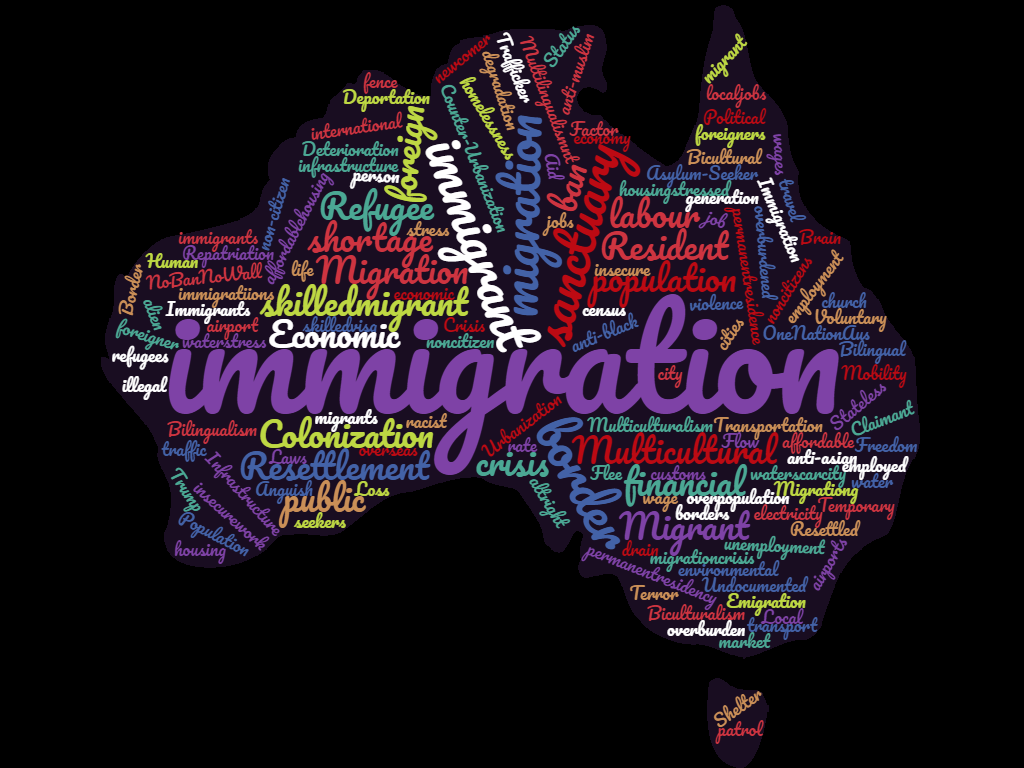 migrant
Status
Trafficker
newcomer
Multilingualismnt
anti-muslim
degradation
fence
Deportation
homelessness
Counter-Urbanization
localjobs
Political
foreigners
international
foreign
Factor
economy
wages
Deterioration
infrastructure
person
immigrant
migration
Aid
ban
sanctuary
Bicultural
Asylum-Seeker
housingstressed
generation
Immigration
travel
non-citizen
affordablehousing
Refugee
stress
jobs
labour
job
permanentresidence
overburdened
immigrants
Repatriation
shortage
Resident
Brain
Human
NoBanNoWall
life
Migration
insecure
population
noncitizens
employment
Border
immigratiions
skilledmigrant
economic
violence
church
alien
Immigrants
census
Voluntary
airport
skilledvisa
Crisis
anti-black
cities
OneNationAus
foreigner
waterstress
Economic
noncitizen
Bilingual
refugees
immigration
city
Mobility
illegal
Stateless
Claimant
Bilingualism
migrants
racist
Urbanization
border
Multiculturalism
Transportation
Colonization
traffic
overseas
rate
Multicultural
Flow
affordable
Freedom
Laws
Resettlement
crisis
anti-asian
employed
Trump
Infrastructure
Flee
customs
waterscarcity
water
Anguish
Loss
altright
financial
Migrationg
insecurework
public
wage
overpopulation
Temporary
seekers
borders
electricity
Population
Migrant
Resettled
housing
drain
unemployment
migrationcrisis
airports
permanentresidency
environmental
Undocumented
Terror
Emigration
Biculturalism
Local
overburden
transport
market
Shelter
patrol